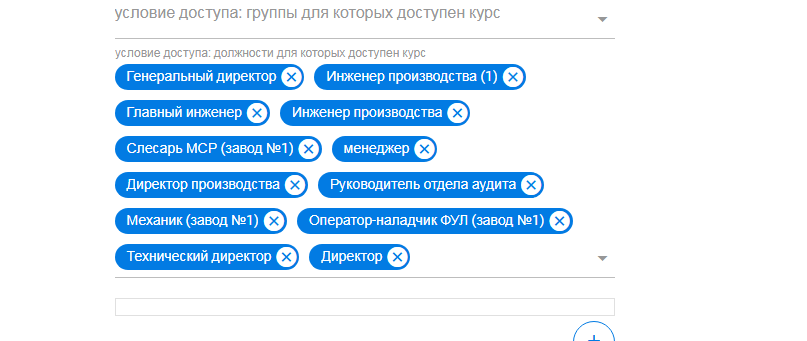 условие доступа: группы для которых доступен курс
условие доступа: должности для которых доступен курс
Генеральный директор Инженер производства (1)
Главный инженер Инженер производства
Слесарь МСР (завод №1) менеджер
Директор производства Руководитель отдела аудита
Механик (завод №1) Оператор-наладчик ФУЛ (завод №1)
Технический директор Директор